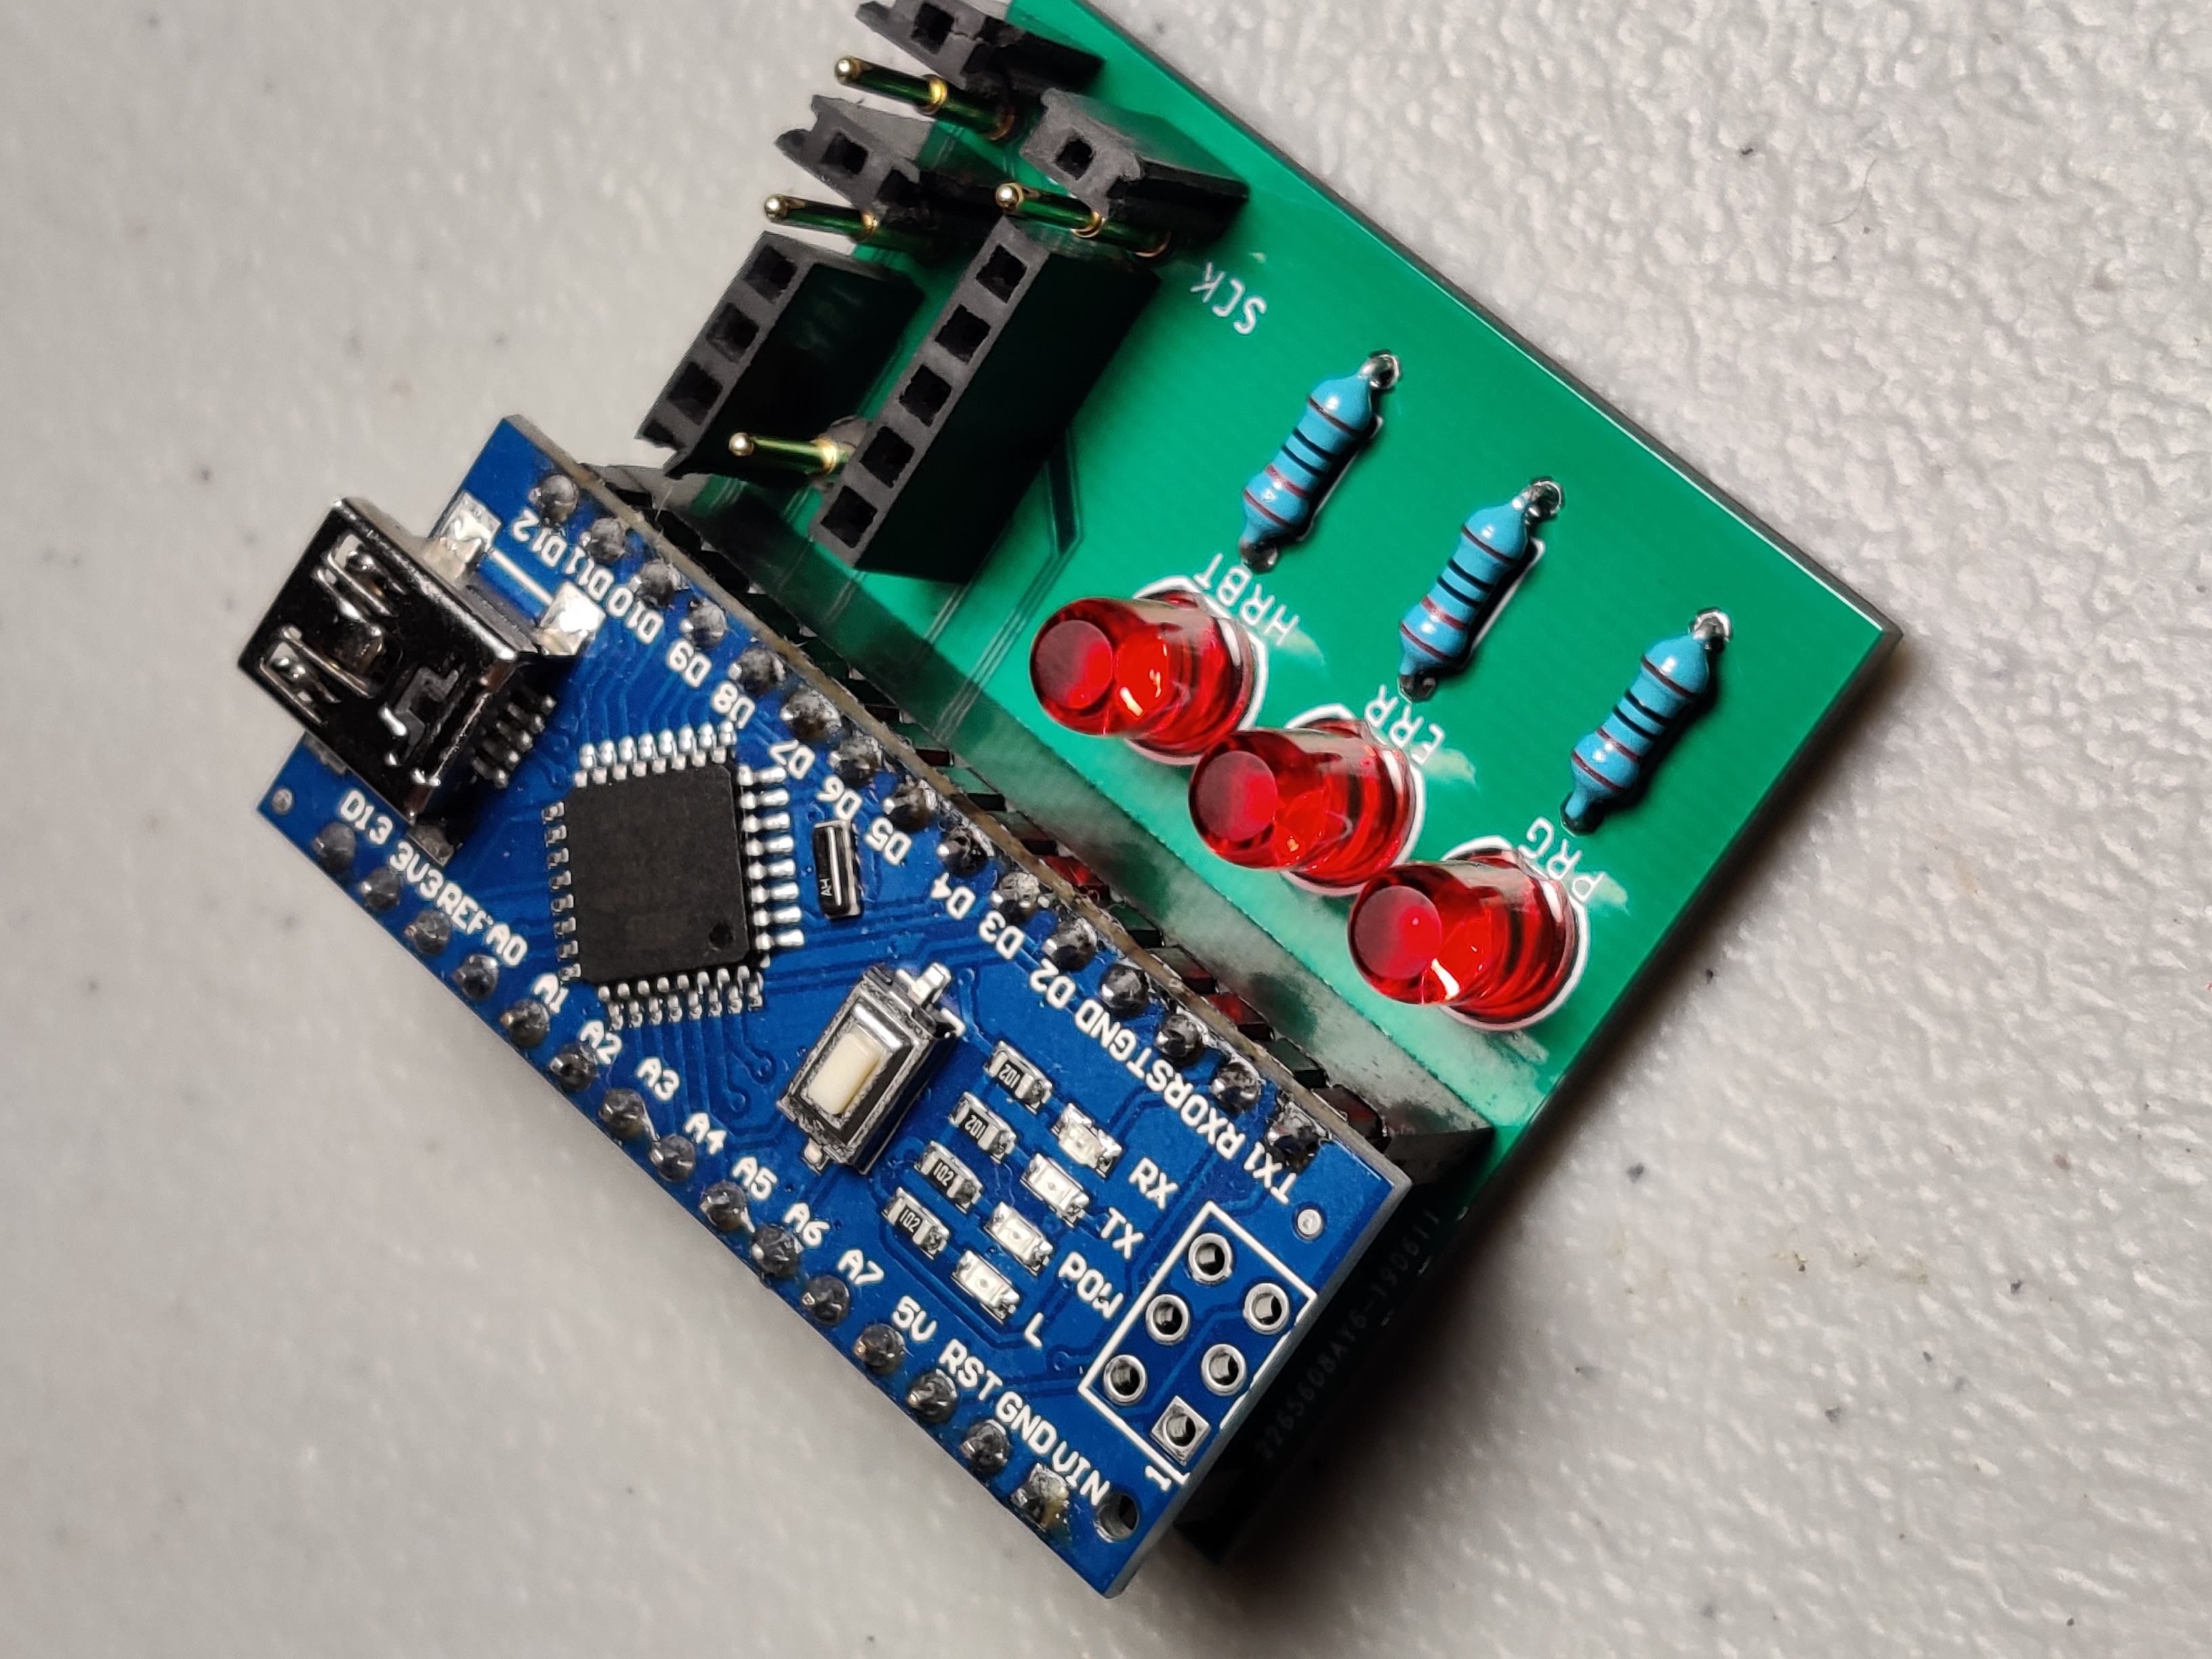 SCK
HRBT
ERR
PRG
D12
D11
D10
D9
D8
D7
D6
D5
D4
D3
D2
GND
RST
RX0
TX1
D13
3V3
REF
A0
A1
A2
A3
A4
A5
A6
A7
5V
RST
GND
VIN
AH
102
102
102
102
RX
TX
POW
L
1